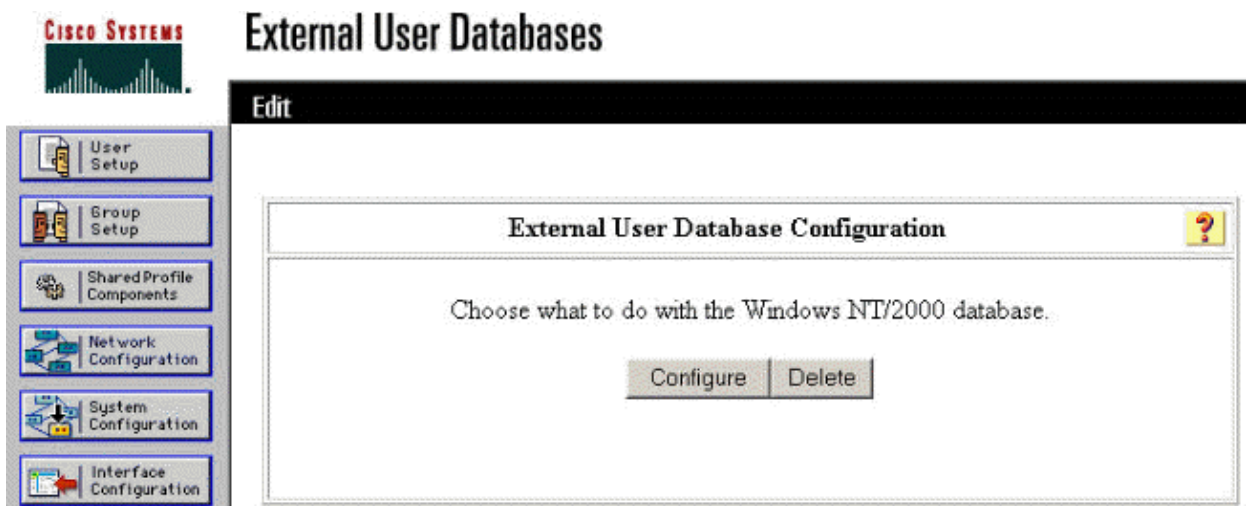 CISCO SYSTEMS
External User Databases
Edit
User
Setup
Group
Setup
Shared Profile
Components
Network
Configuration
System
Configuration
Interface
Configuration
External User Database Configuration
?
Choose what to do with the Windows NT/2000 database.
Configure
Delete